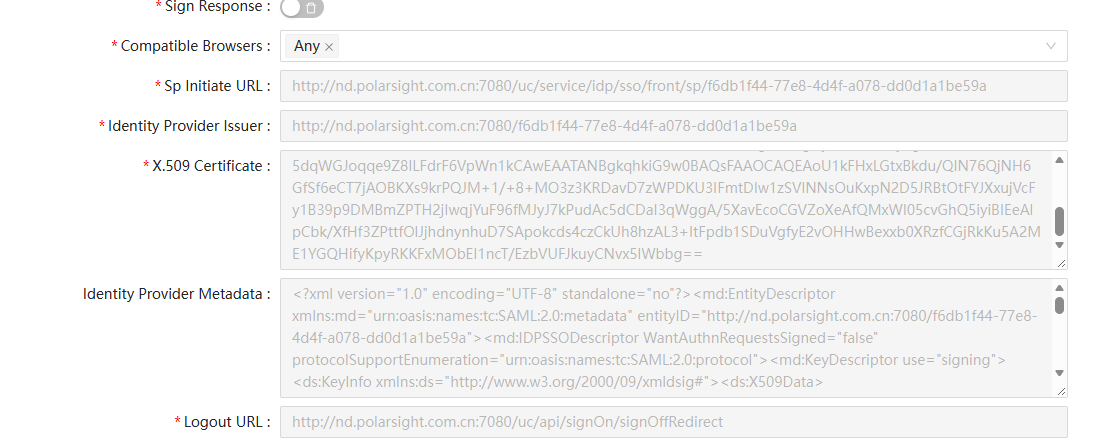 * Sign Response :
* Compatible Browsers : Any ×
* Sp Initiate URL : http://nd.polarsight.com.cn:7080/uc/service/idp/sso/front/sp/f6db1f44-77e8-4d4f-a078-dd0d1a1be59a
* Identity Provider Issuer : http://nd.polarsight.com.cn:7080/f6db1f44-77e8-4d4f-a078-dd0d1a1be59a
* X.509 Certificate :
5dqWGJoqqe9Z8ILFdrF6VpWn1kCAwEAATANBgkqhkiG9w0BAQsFAAOCAQEAoU1kFHxLGtxBkdu/QIN76QjNH6
GfSf6eCT7jAOBKXs9krPQJM+1/+8+MO3z3KRDavD7zWPDKU3IFmtDIw1zSVINNsOuKxpN2D5JRBtOtFYJXxujVcF
y1B39p9DMBmZPTH2jIwqjYuF96fMJyJ7kPudAc5dCDaI3qWggA/5XavEcoCGVZoXeAfQMxWI05cvGhQ5iyiBIEeAI
pCbk/XfHf3ZPttfOIJjhdnynhuD7SApokcds4czCkUh8hzAL3+ItFpdb1SDuVgfyE2vOHHwBexxb0XRzfCGjRkKu5A2M
E1YGQHifyKpyRKKFxMObEI1ncT/EzbVUFJkuyCNvx5IWbbg==
Identity Provider Metadata : <?xml version="1.0" encoding="UTF-8" standalone="no"?><md:EntityDescriptor
xmlns:md="urn:oasis:names:tc:SAML:2.0:metadata" entityID="http://nd.polarsight.com.cn:7080/f6db1f44-77e8-
4d4f-a078-dd0d1a1be59a"><md:IDPSSODescriptor WantAuthnRequestsSigned="false"
protocolSupportEnumeration="urn:oasis:names:tc:SAML:2.0:protocol"><md:KeyDescriptor use="signing">
<ds:KeyInfo xmlns:ds="http://www.w3.org/2000/09/xmldsig#"><ds:X509Data>
* Logout URL : http://nd.polarsight.com.cn:7080/uc/api/signOn/signOffRedirect